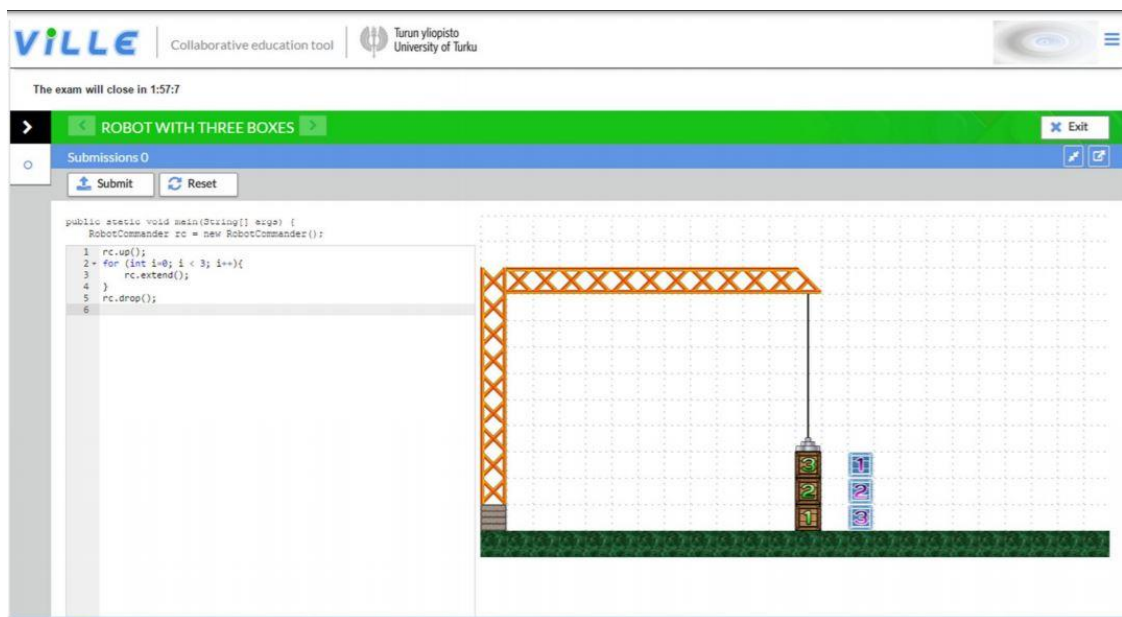 ViLLE
Collaborative education tool
Turun yliopisto
University of Turku
The exam will close in 1:57:7
ROBOT WITH THREE BOXES
Exit
Submissions 0
Submit
Reset
public static void main(String[] args) {
RobotCommander rc = new RobotCommander();
1 rc.up();
2 for (int i=0; i < 3; i++){
3 rc.extend();
4 }
5 rc.drop();
6
3 1
2 2
1 3